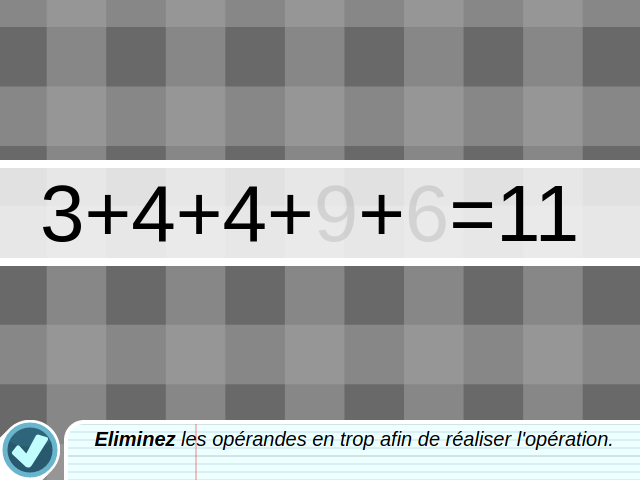 3+4+4+9+6=11
Eliminez les opérandes en trop afin de réaliser l'opération.